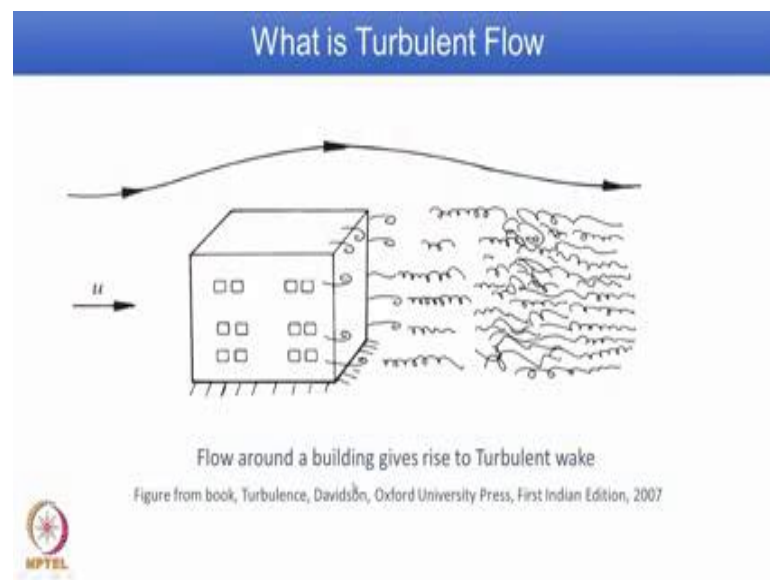 What is Turbulent Flow
u
Flow around a building gives rise to Turbulent wake
Figure from book, Turbulence, Davidson, Oxford University Press, First Indian Edition, 2007
NPTEL